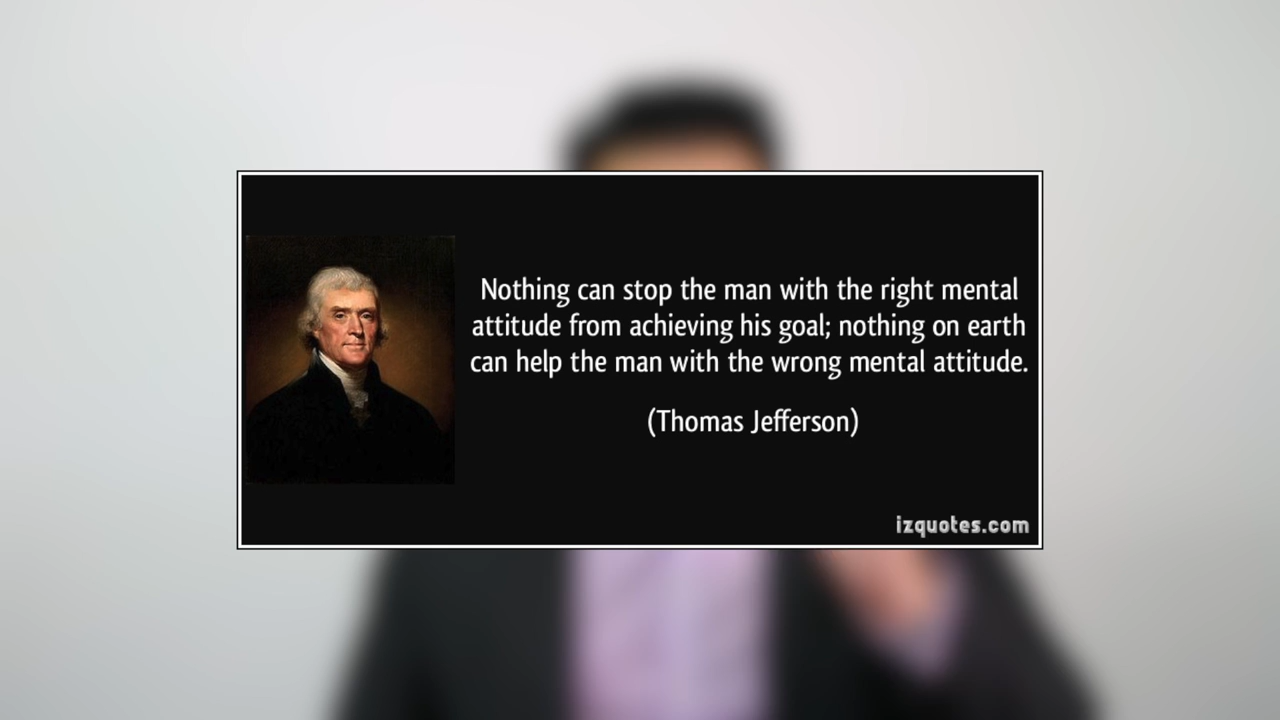 Nothing can stop the man with the right mental
attitude from achieving his goal; nothing on earth
can help the man with the wrong mental attitude.
(Thomas Jefferson)
izquotes.com